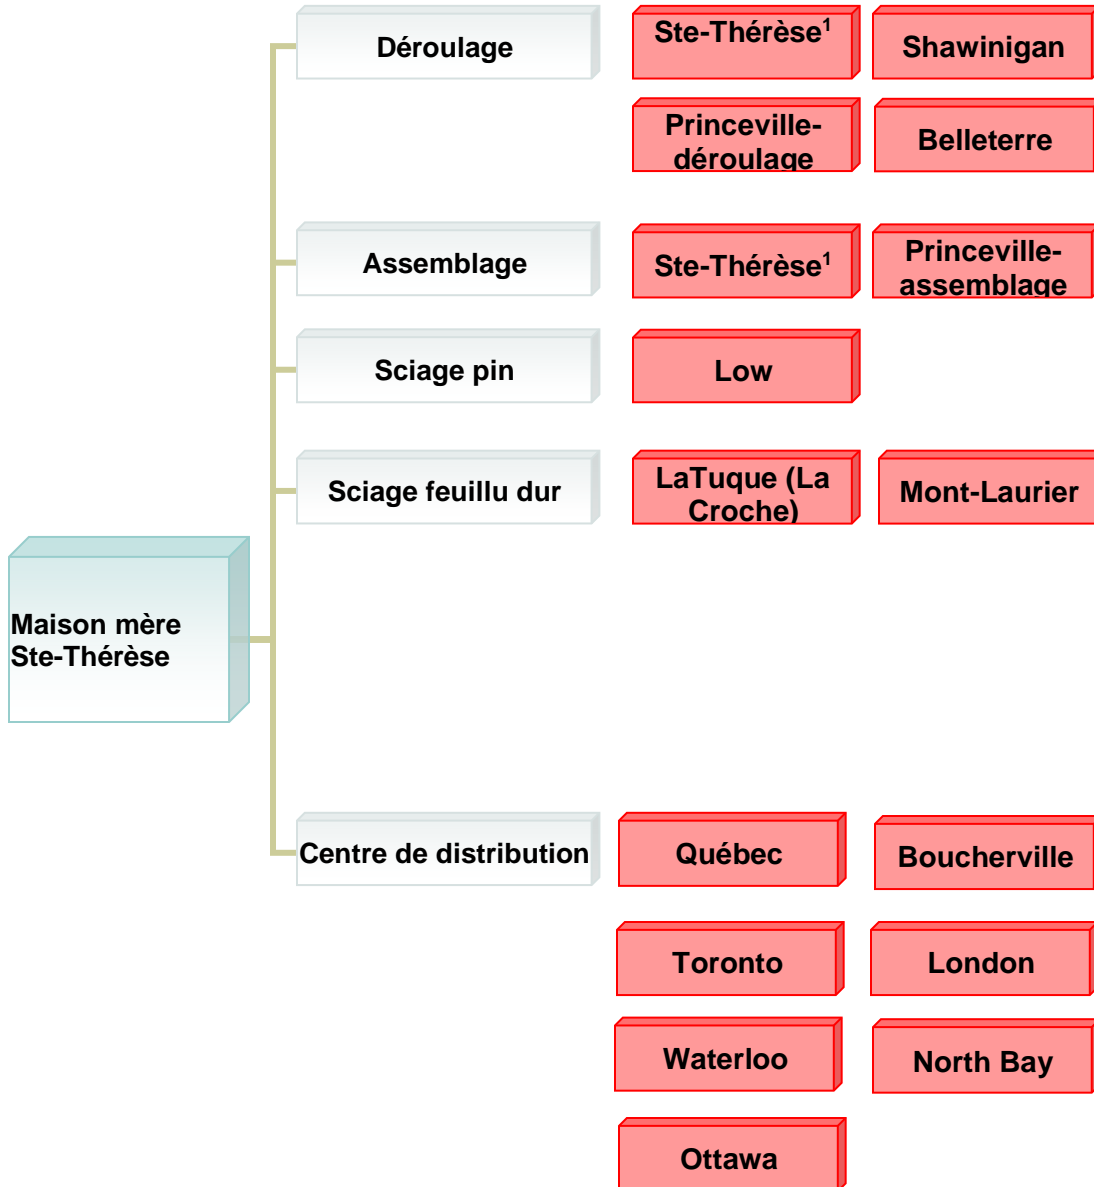 Déroulage
Ste-Thérèse¹
Shawinigan
Princeville-
déroulage
Belleterre
Assemblage
Ste-Thérèse¹
Princeville-
assemblage
Sciage pin
Low
Sciage feuillu dur
LaTuque (La
Croche)
Mont-Laurier
Maison mère
Ste-Thérèse
Centre de distribution
Québec
Boucherville
Toronto
London
Waterloo
North Bay
Ottawa